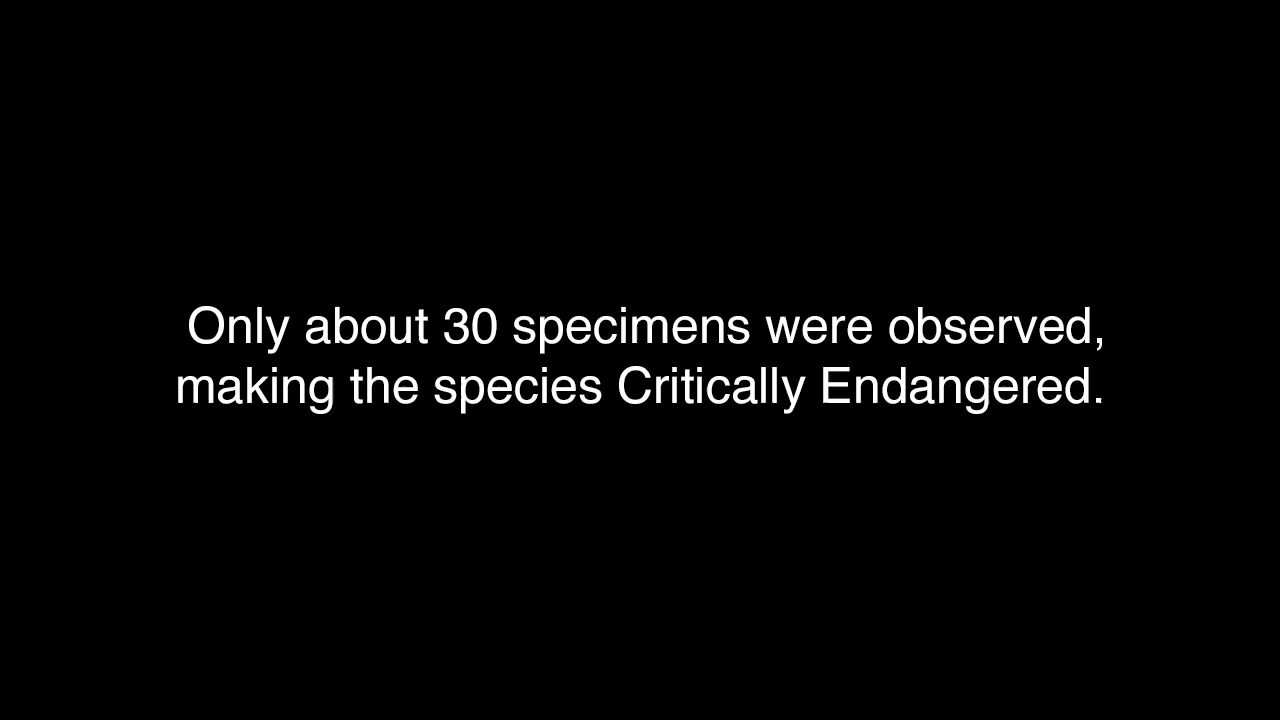 Only about 30 specimens were observed,
making the species Critically Endangered.